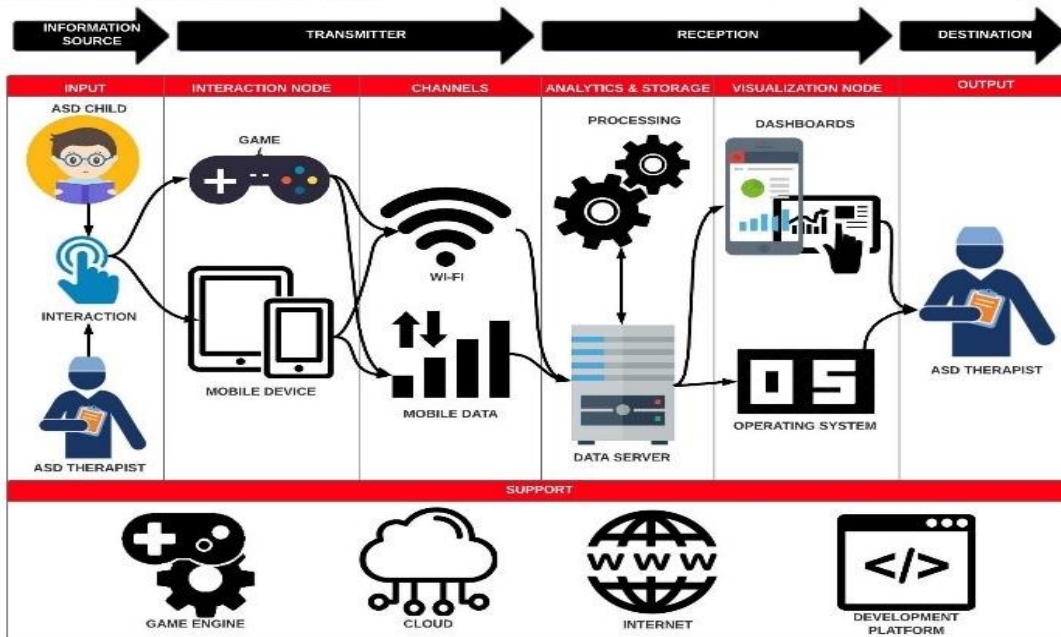 INFORMATION
SOURCE
TRANSMITTER
RECEPTION
DESTINATION
INPUT
INTERACTION NODE
CHANNELS
ANALYTICS & STORAGE
VISUALIZATION NODE
OUTPUT
ASD CHILD
GAME
PROCESSING
DASHBOARDS
WI-FI
INTERACTION
MOBILE DEVICE
MOBILE DATA
OS
OPERATING SYSTEM
ASD THERAPIST
ASD THERAPIST
DATA SERVER
SUPPORT
WWW
</>
GAME ENGINE
CLOUD
INTERNET
DEVELOPMENT
PLATFORM